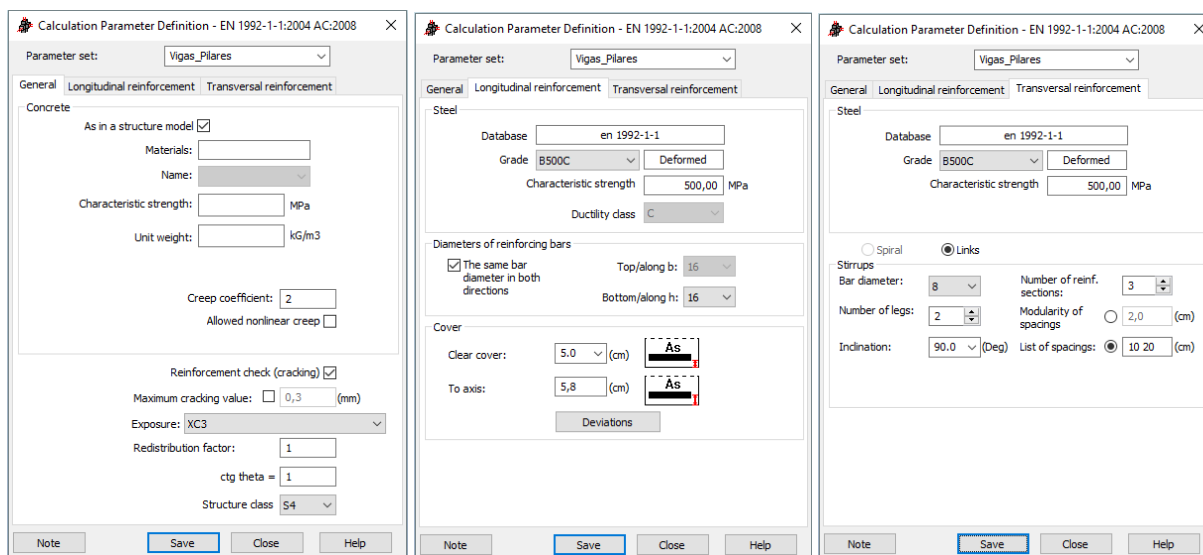 Calculation Parameter Definition - EN 1992-1-1:2004 AC:2008
Parameter set: Vigas_Pilares
General Longitudinal reinforcement Transversal reinforcement
Concrete
As in a structure model
Materials:
Name:
Characteristic strength: MPa
Unit weight: kG/m3
Creep coefficient: 2
Allowed nonlinear creep
Reinforcement check (cracking)
Maximum cracking value: 0,3 (mm)
Exposure: XC3
Redistribution factor: 1
ctg theta = 1
Structure class S4
Note Save Close Help
Calculation Parameter Definition - EN 1992-1-1:2004 AC:2008
Parameter set: Vigas_Pilares
General Longitudinal reinforcement Transversal reinforcement
Steel
Database en 1992-1-1
Grade B500C Deformed
Characteristic strength 500,00 MPa
Ductility class C
Diameters of reinforcing bars
The same bar
diameter in both
directions
Top/along b: 16
Bottom/along h: 16
Cover
Clear cover: 5.0 (cm) As
To axis: 5,8 (cm) As
Deviations
Note Save Close Help
Calculation Parameter Definition - EN 1992-1-1:2004 AC:2008
Parameter set: Vigas_Pilares
General Longitudinal reinforcement Transversal reinforcement
Steel
Database en 1992-1-1
Grade B500C Deformed
Characteristic strength 500,00 MPa
Spiral Links
Stirrups
Bar diameter: 8
Number of reinf.
sections: 3
Number of legs: 2
Modularity of
spacings 2,0 (cm)
Inclination: 90.0 (Deg) List of spacings: 10 20 (cm)
Note Save Close Help